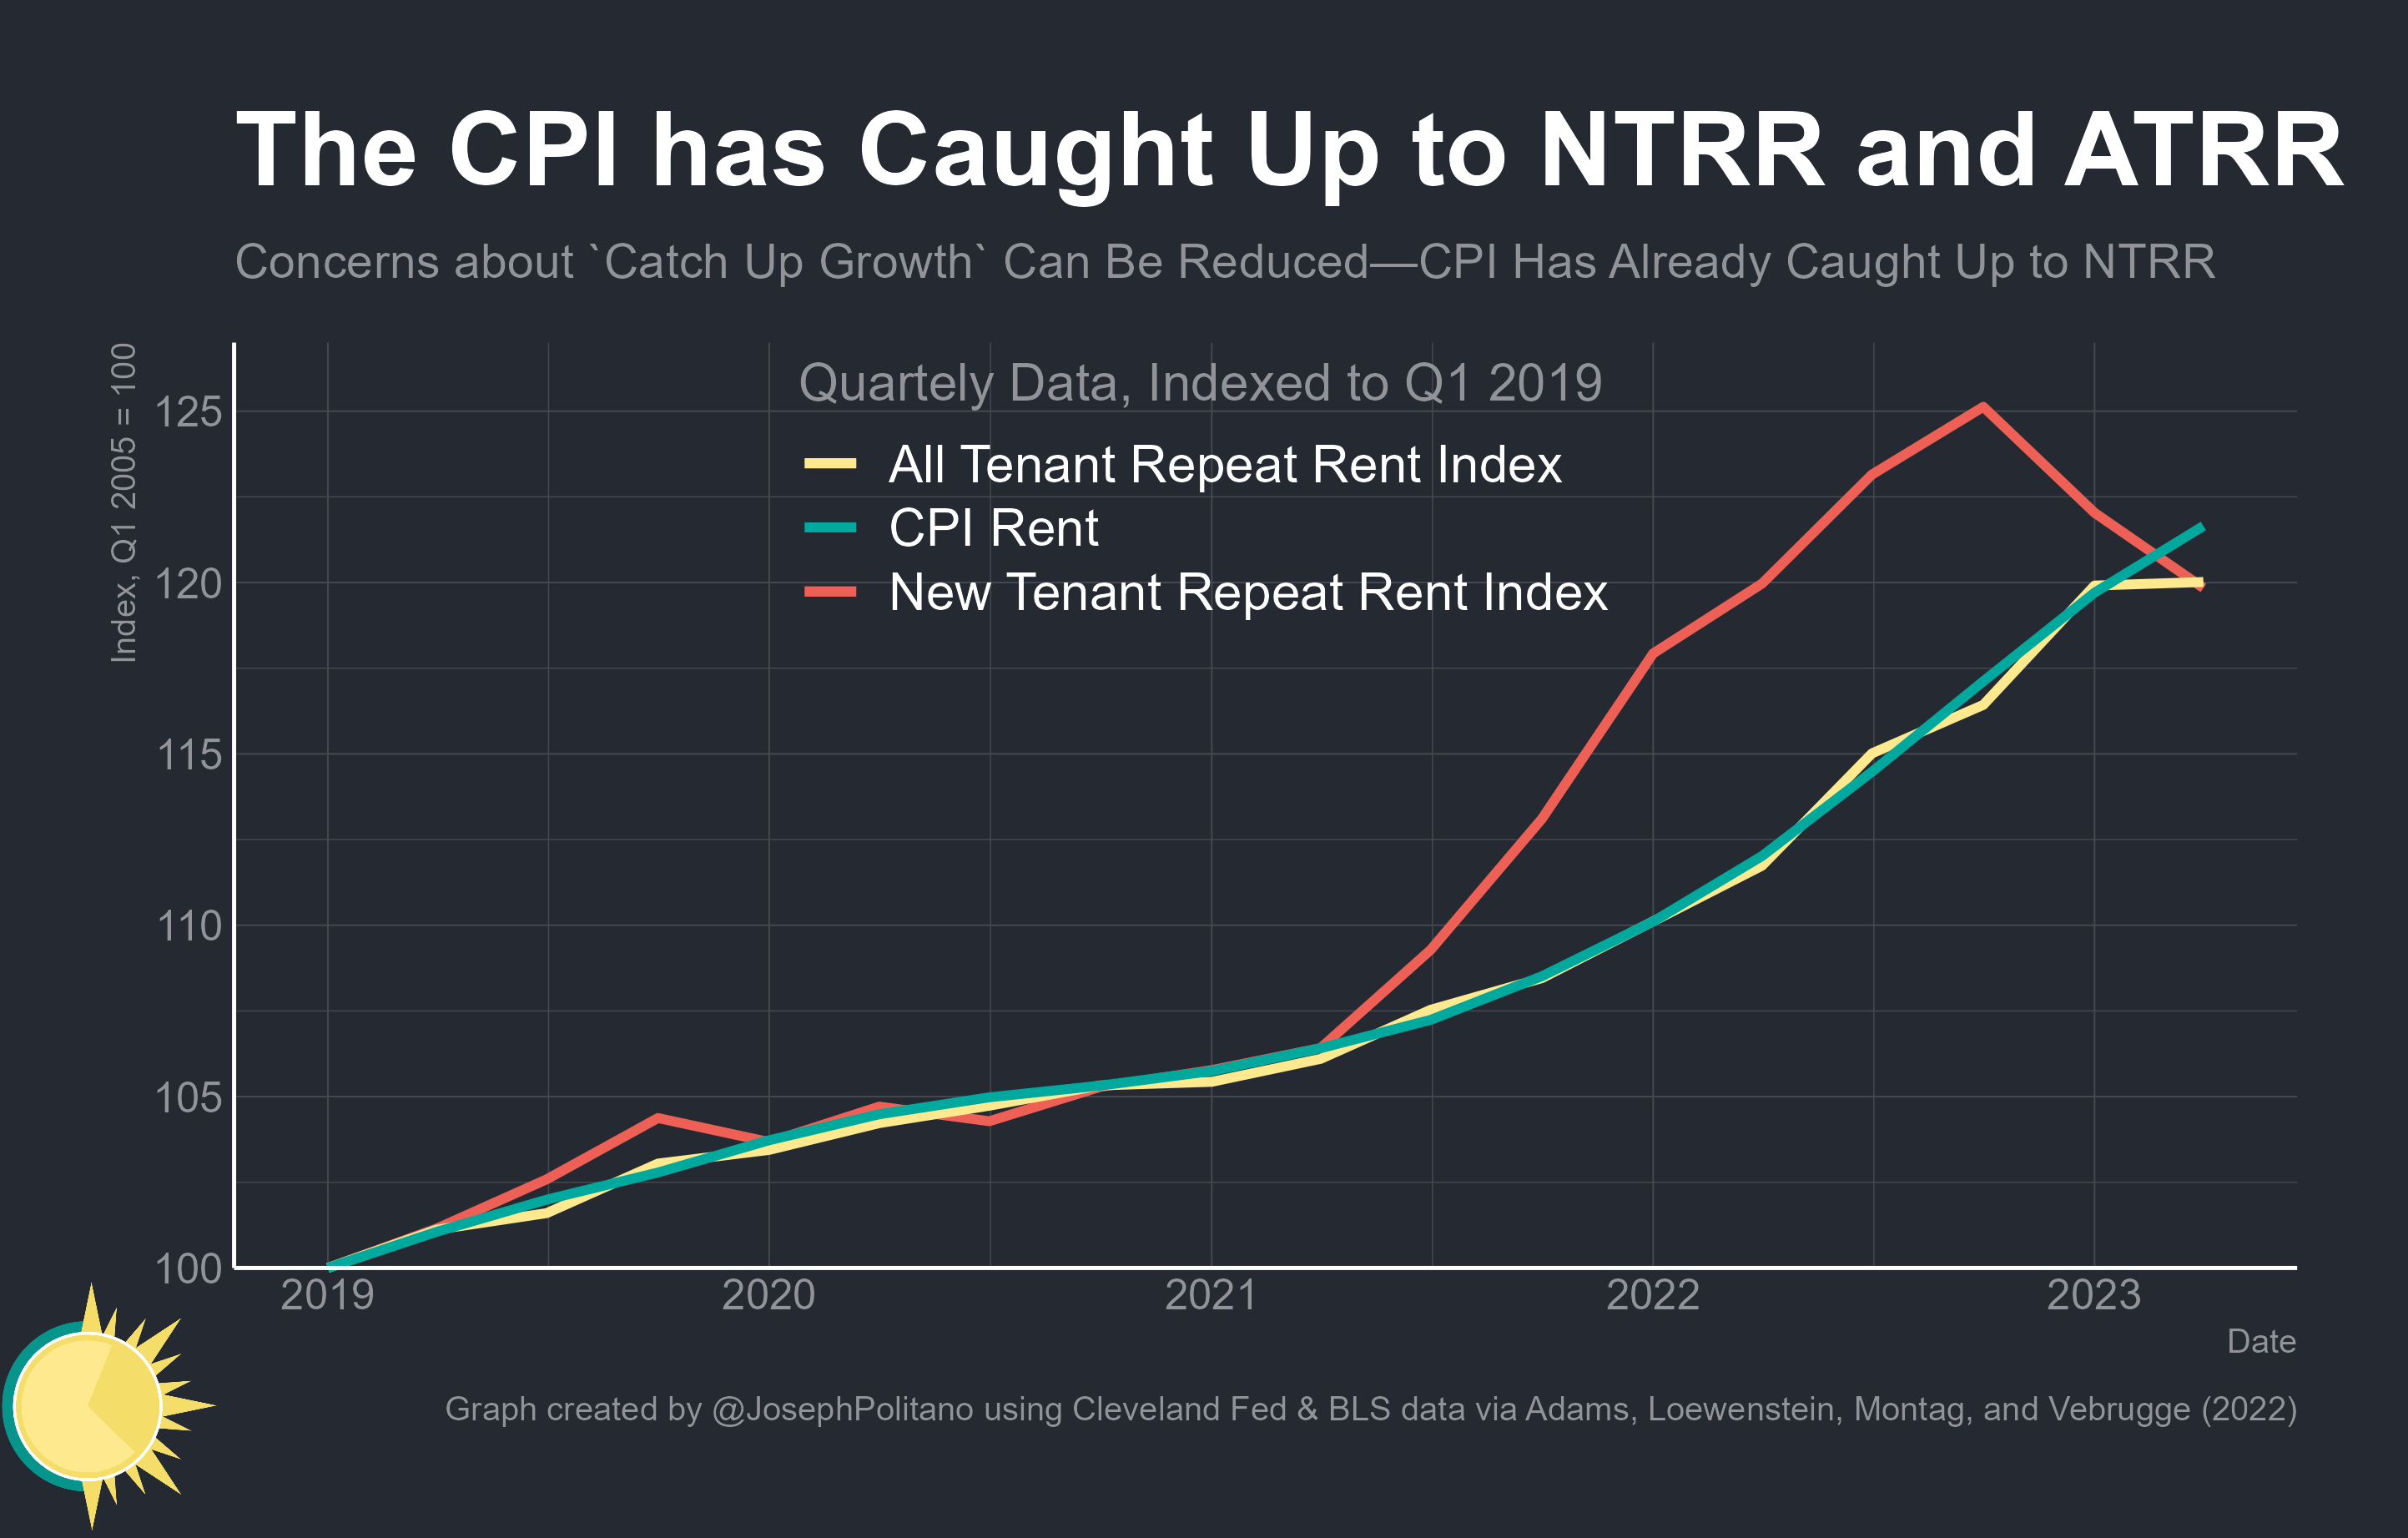 The CPI has Caught Up to NTRR and ATRR
Concerns about `Catch Up Growth` Can Be Reduced—CPI Has Already Caught Up to NTRR
Index, Q1 2005 = 100
Quartely Data, Indexed to Q1 2019
All Tenant Repeat Rent Index
CPI Rent
New Tenant Repeat Rent Index
125
120
115
110
105
100
2019 2020 2021 2022 2023
Date
Graph created by @JosephPolitano using Cleveland Fed & BLS data via Adams, Loewenstein, Montag, and Vebrugge (2022)